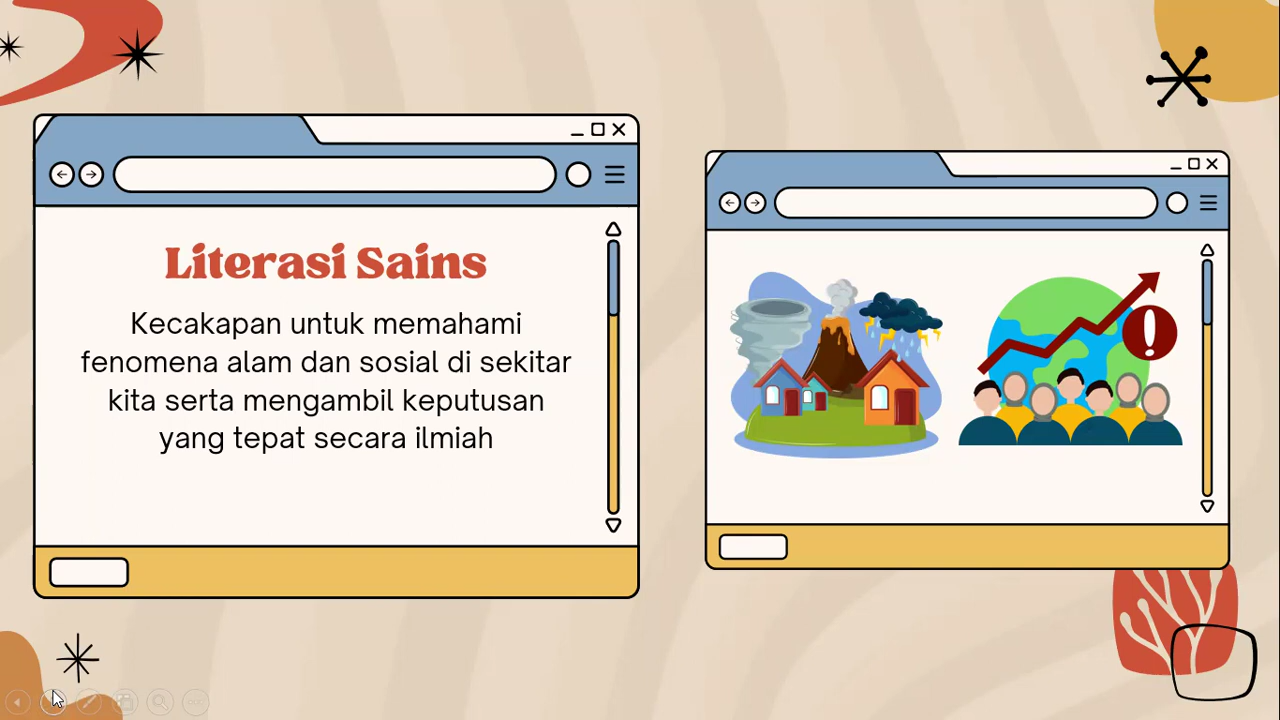 Literasi Sains
Kecakapan untuk memahami
fenomena alam dan sosial di sekitar
kita serta mengambil keputusan
yang tepat secara ilmiah